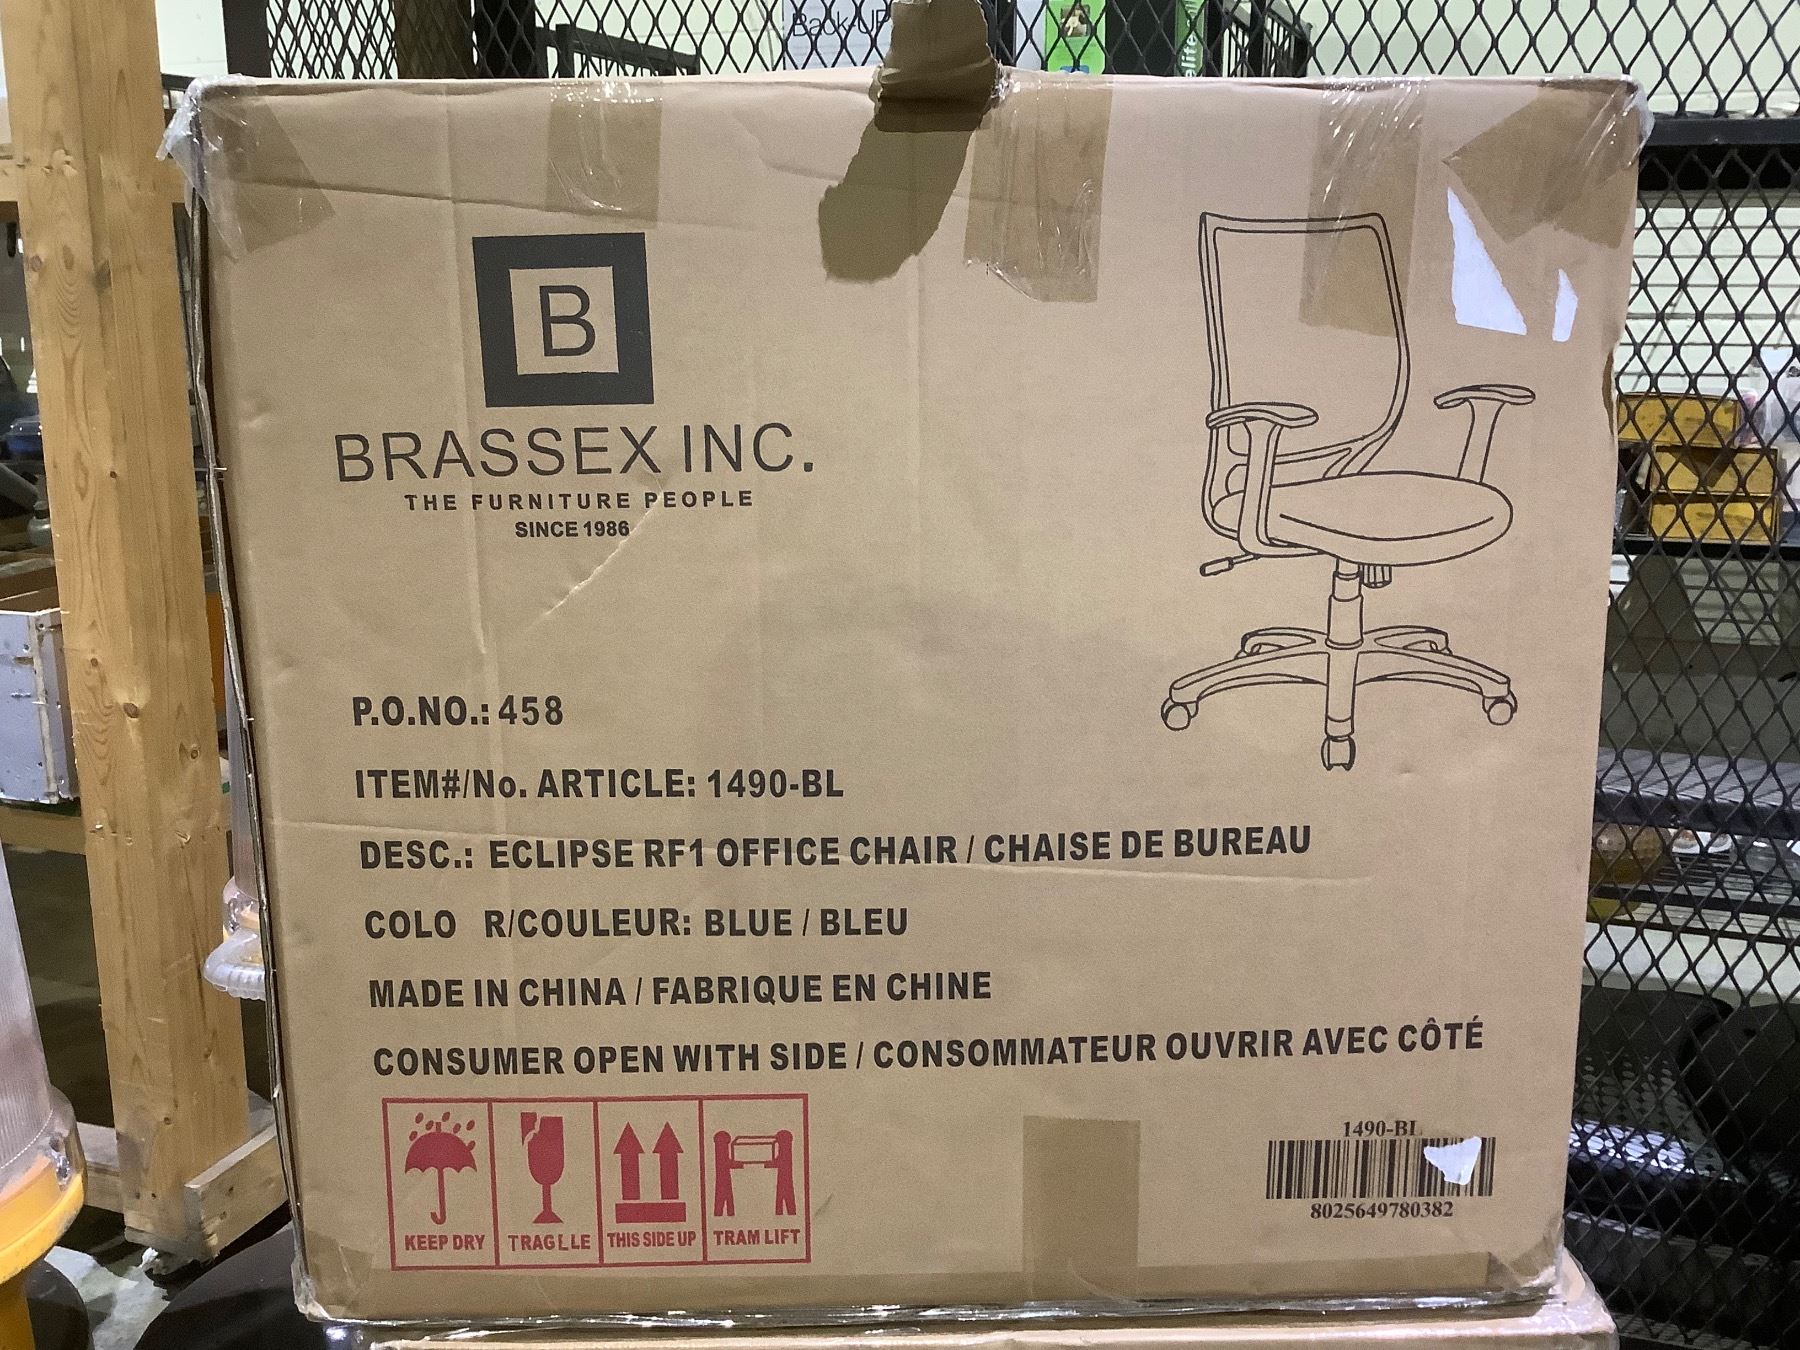 Back-UP
B
BRASSEX INC.
THE FURNITURE PEOPLE
SINCE 1986
P.O.NO.: 458
ITEM#/No. ARTICLE: 1490-BL
DESC.: ECLIPSE RF1 OFFICE CHAIR / CHAISE DE BUREAU
COLO R/COULEUR: BLUE / BLEU
MADE IN CHINA / FABRIQUE EN CHINE
CONSUMER OPEN WITH SIDE / CONSOMMATEUR OUVRIR AVEC CÔTÉ
KEEP DRY TRAGLLE THIS SIDE UP TRAM LIFT
1490-BL
8025649780382